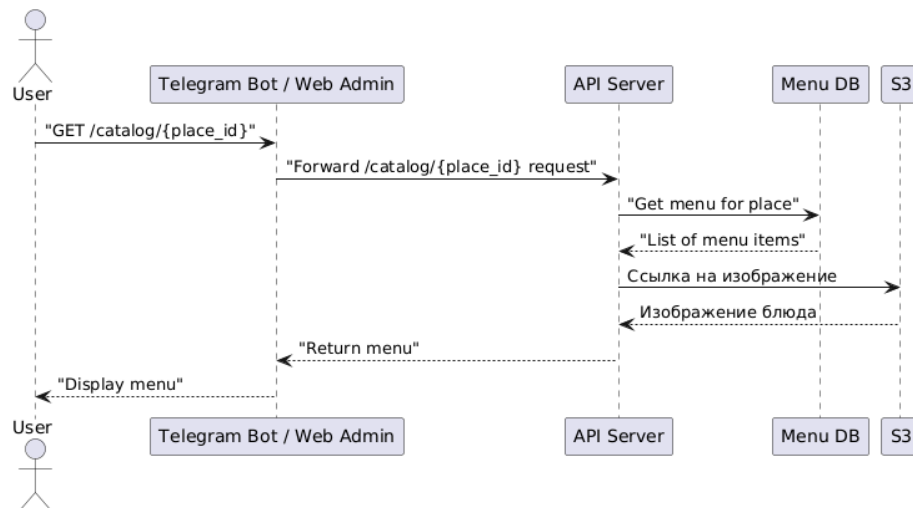 User
Telegram Bot / Web Admin
API Server
Menu DB
S3
"GET /catalog/{place_id}"
"Forward /catalog/{place_id} request"
"Get menu for place"
"List of menu items"
Ссылка на изображение
Изображение блюда
"Return menu"
"Display menu"
User
Telegram Bot / Web Admin
API Server
Menu DB
S3